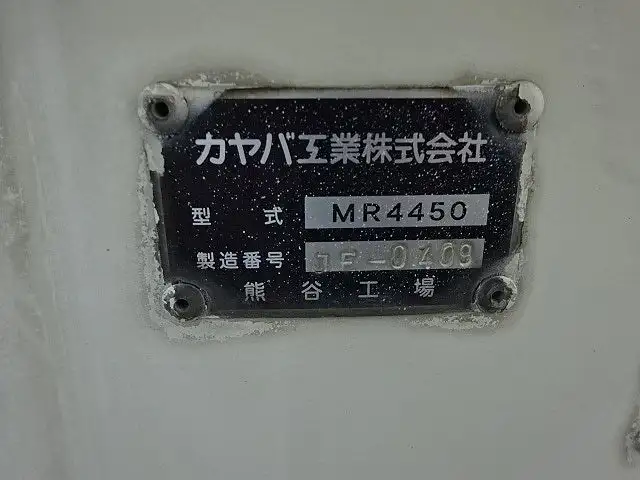 カヤバ工業株式会社
型式 MR4450
製造番号
熊谷工場